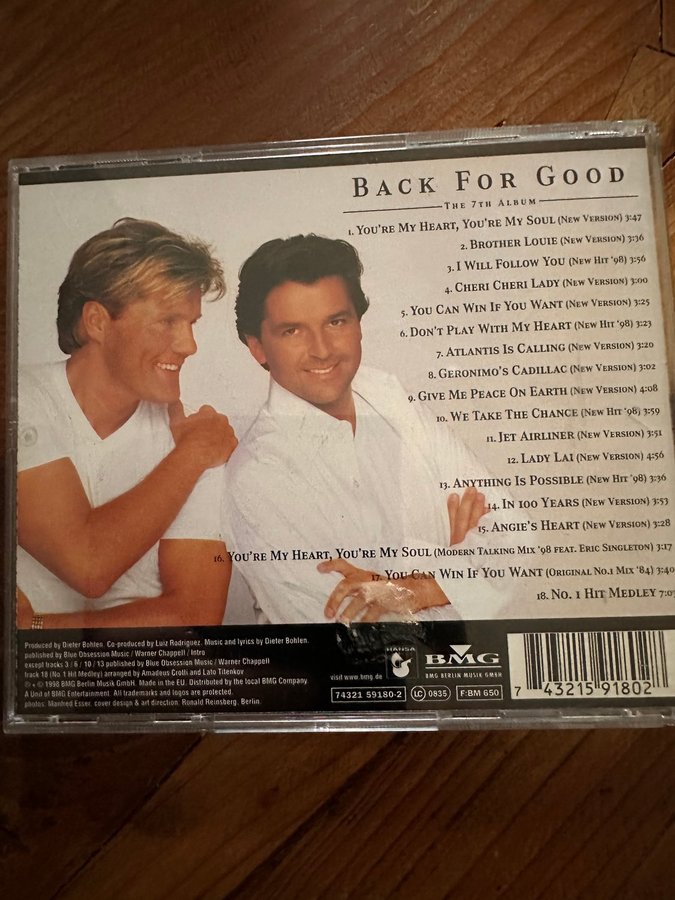 BACK FOR GOOD
THE 7TH ALBUM
1. YOU'RE MY HEART, YOU'RE MY SOUL (NEW VERSION) 3:47
2. BROTHER LOUIE (NEW VERSION) 3:36
3. I WILL FOLLOW YOU (NEW HIT '98) 3:56
4. CHERI CHERI LADY (NEW VERSION) 3:00
5. YOU CAN WIN IF YOU WANT (NEW VERSION) 3:25
6. DON'T PLAY WITH MY HEART (NEW HIT '98) 3:23
7. ATLANTIS IS CALLING (NEW VERSION) 3:20
8. GERONIMO'S CADILLAC (NEW VERSION) 3:02
9. GIVE ME PEACE ON EARTH (NEW VERSION) 4:08
10. WE TAKE THE CHANCE (NEW HIT '98) 3:59
11. JET AIRLINER (NEW VERSION) 3:51
12. LADY LAI (NEW VERSION) 4:56
13. ANYTHING IS POSSIBLE (NEW HIT '98) 3:36
14. IN 100 YEARS (NEW VERSION) 3:53
15. ANGIE'S HEART (NEW VERSION) 3:28
16. YOU'RE MY HEART, YOU'RE MY SOUL (MODERN TALKING MIX '98 FEAT. ERIC SINGLETON) 3:17
17. YOU CAN WIN IF YOU WANT (ORIGINAL NO.1 MIX '84) 3:40
18. NO. 1 HIT MEDLEY 7:07
Produced by Dieter Bohlen. Co-produced by Luiz Rodriguez. Music and lyrics by Dieter Bohlen.
published by Blue Obsession Music / Warner Chappell / Intro
except tracks 3 / 6 / 10 / 13 published by Blue Obsession Music / Warner Chappell
track 18 (No. 1 Hit Medley) arranged by Amadeus Crotti and Lalo Titenkov
℗ + © 1998 BMG Berlin Musik GmbH. Made in the EU. Distributed by the local BMG Company.
A Unit of BMG Entertainment. All trademarks and logos are protected.
photos: Manfred Esser. cover design & art direction: Ronald Reinsberg, Berlin.
visit www.bmg.de
HANSA
BMG
BMG BERLIN MUSIK GMBH
74321 59180-2
LC 0835
F:BM 650
7 43215 91802